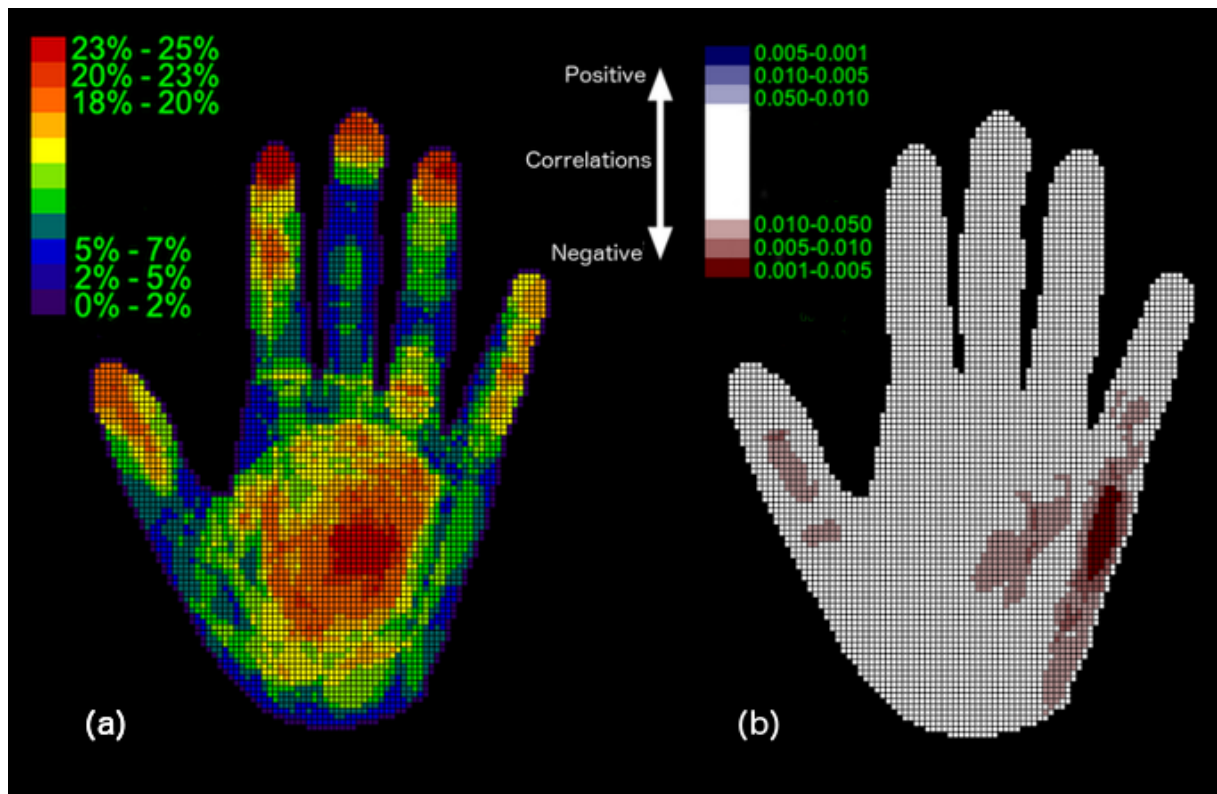 23% - 25%
20% - 23%
18% - 20%
5% - 7%
2% - 5%
0% - 2%
Positive
Correlations
Negative
0.005-0.001
0.010-0.005
0.050-0.010
0.010-0.050
0.005-0.010
0.001-0.005
(a)
(b)